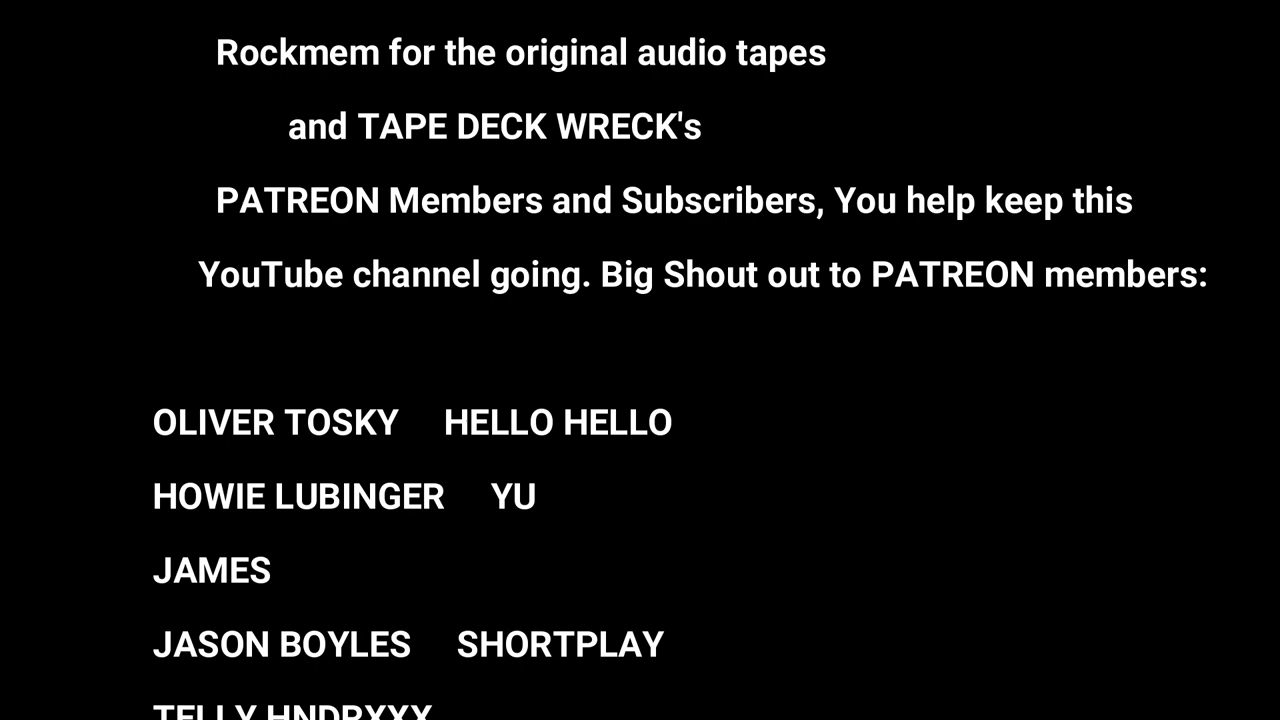 Rockmem for the original audio tapes
and TAPE DECK WRECK's
PATREON Members and Subscribers, You help keep this
YouTube channel going. Big Shout out to PATREON members:
OLIVER TOSKY HELLO HELLO
HOWIE LUBINGER YU
JAMES
JASON BOYLES SHORTPLAY
TELLY HNDRXXX